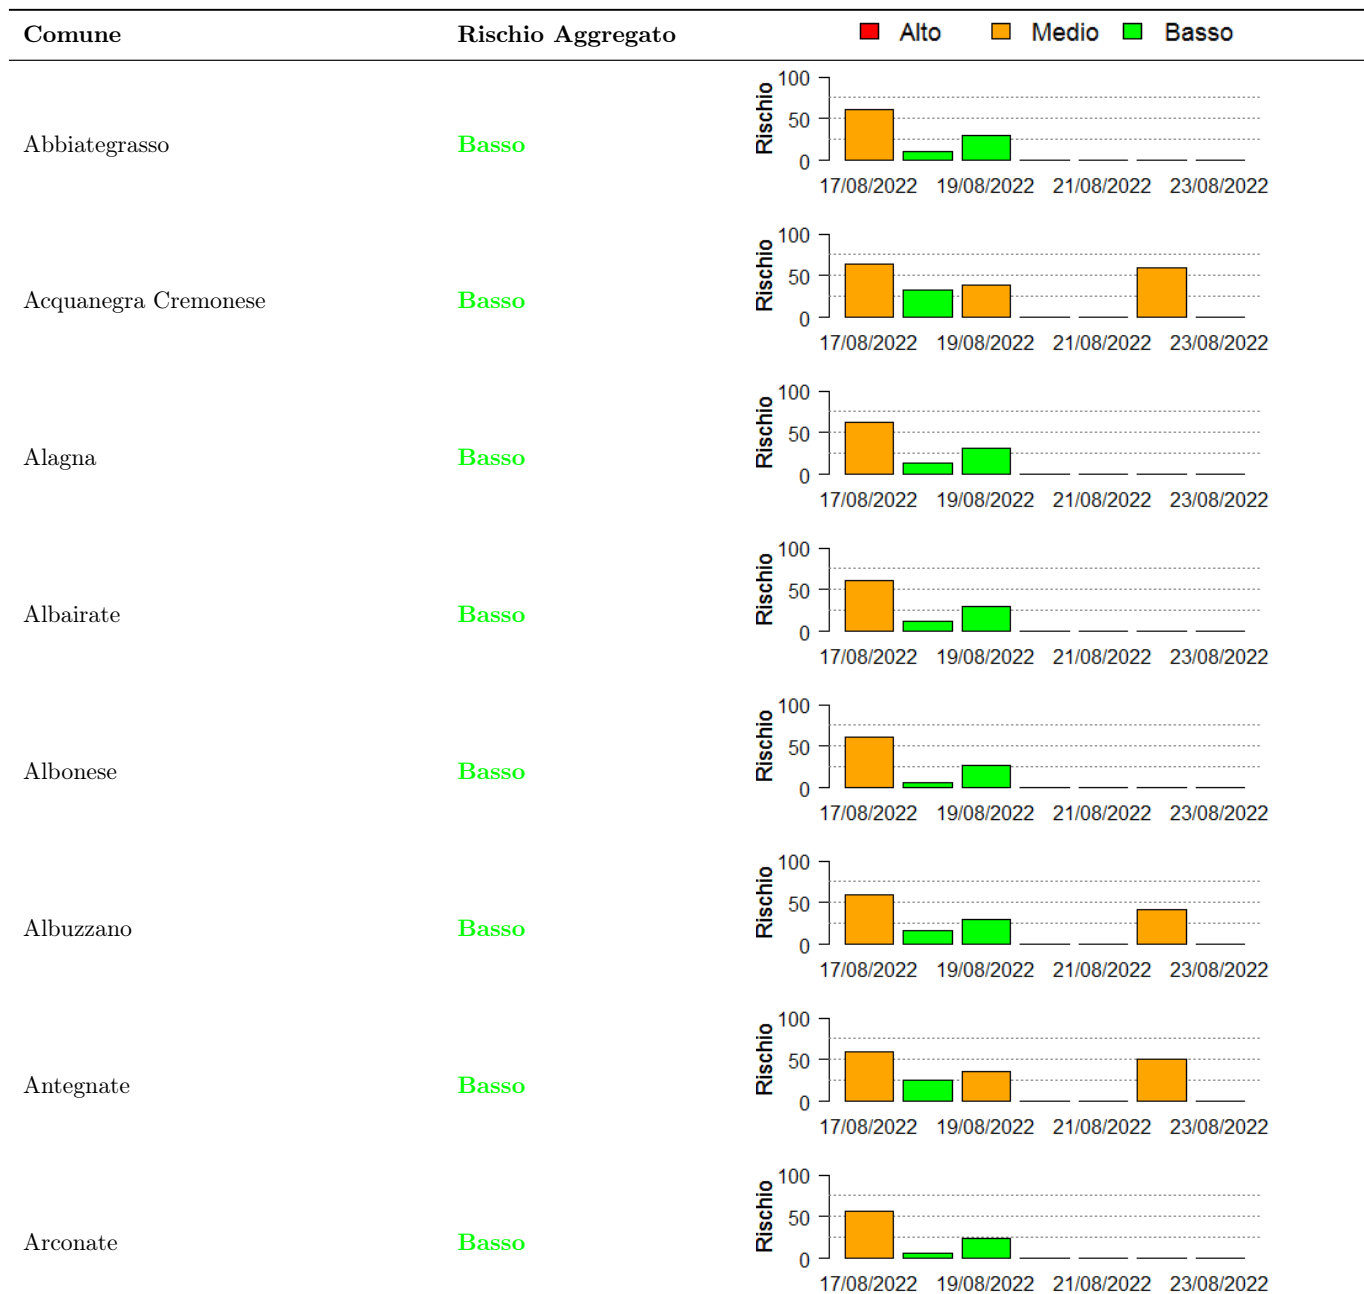 Comune Rischio Aggregato Alto Medio Basso
100
50
0
Rischio
Abbiategrasso Basso
17/08/2022 19/08/2022 21/08/2022 23/08/2022
100
50
0
Rischio
Acquanegra Cremonese Basso
17/08/2022 19/08/2022 21/08/2022 23/08/2022
100
50
0
Rischio
Alagna Basso
17/08/2022 19/08/2022 21/08/2022 23/08/2022
100
50
0
Rischio
Albairate Basso
17/08/2022 19/08/2022 21/08/2022 23/08/2022
100
50
0
Rischio
Albonese Basso
17/08/2022 19/08/2022 21/08/2022 23/08/2022
100
50
0
Rischio
Albuzzano Basso
17/08/2022 19/08/2022 21/08/2022 23/08/2022
100
50
0
Rischio
Antegnate Basso
17/08/2022 19/08/2022 21/08/2022 23/08/2022
100
50
0
Rischio
Arconate Basso
17/08/2022 19/08/2022 21/08/2022 23/08/2022